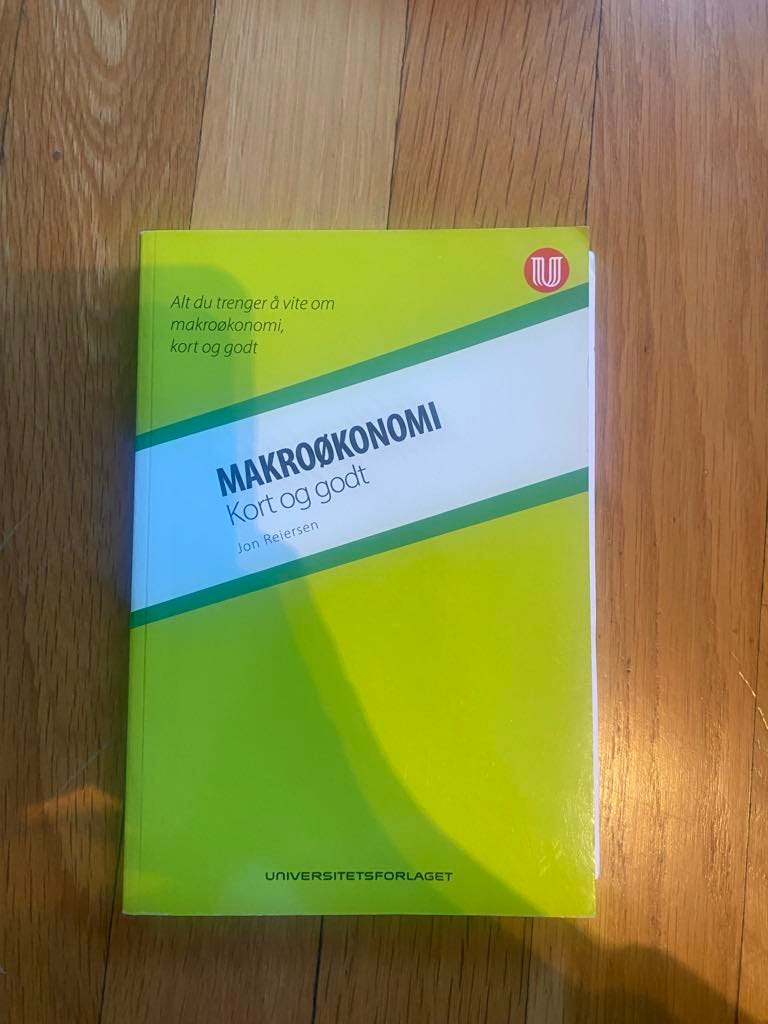 Alt du trenger å vite om
makroøkonomi,
kort og godt
U
MAKROØKONOMI
Kort og godt
Jon Reiersen
UNIVERSITETSFORLAGET